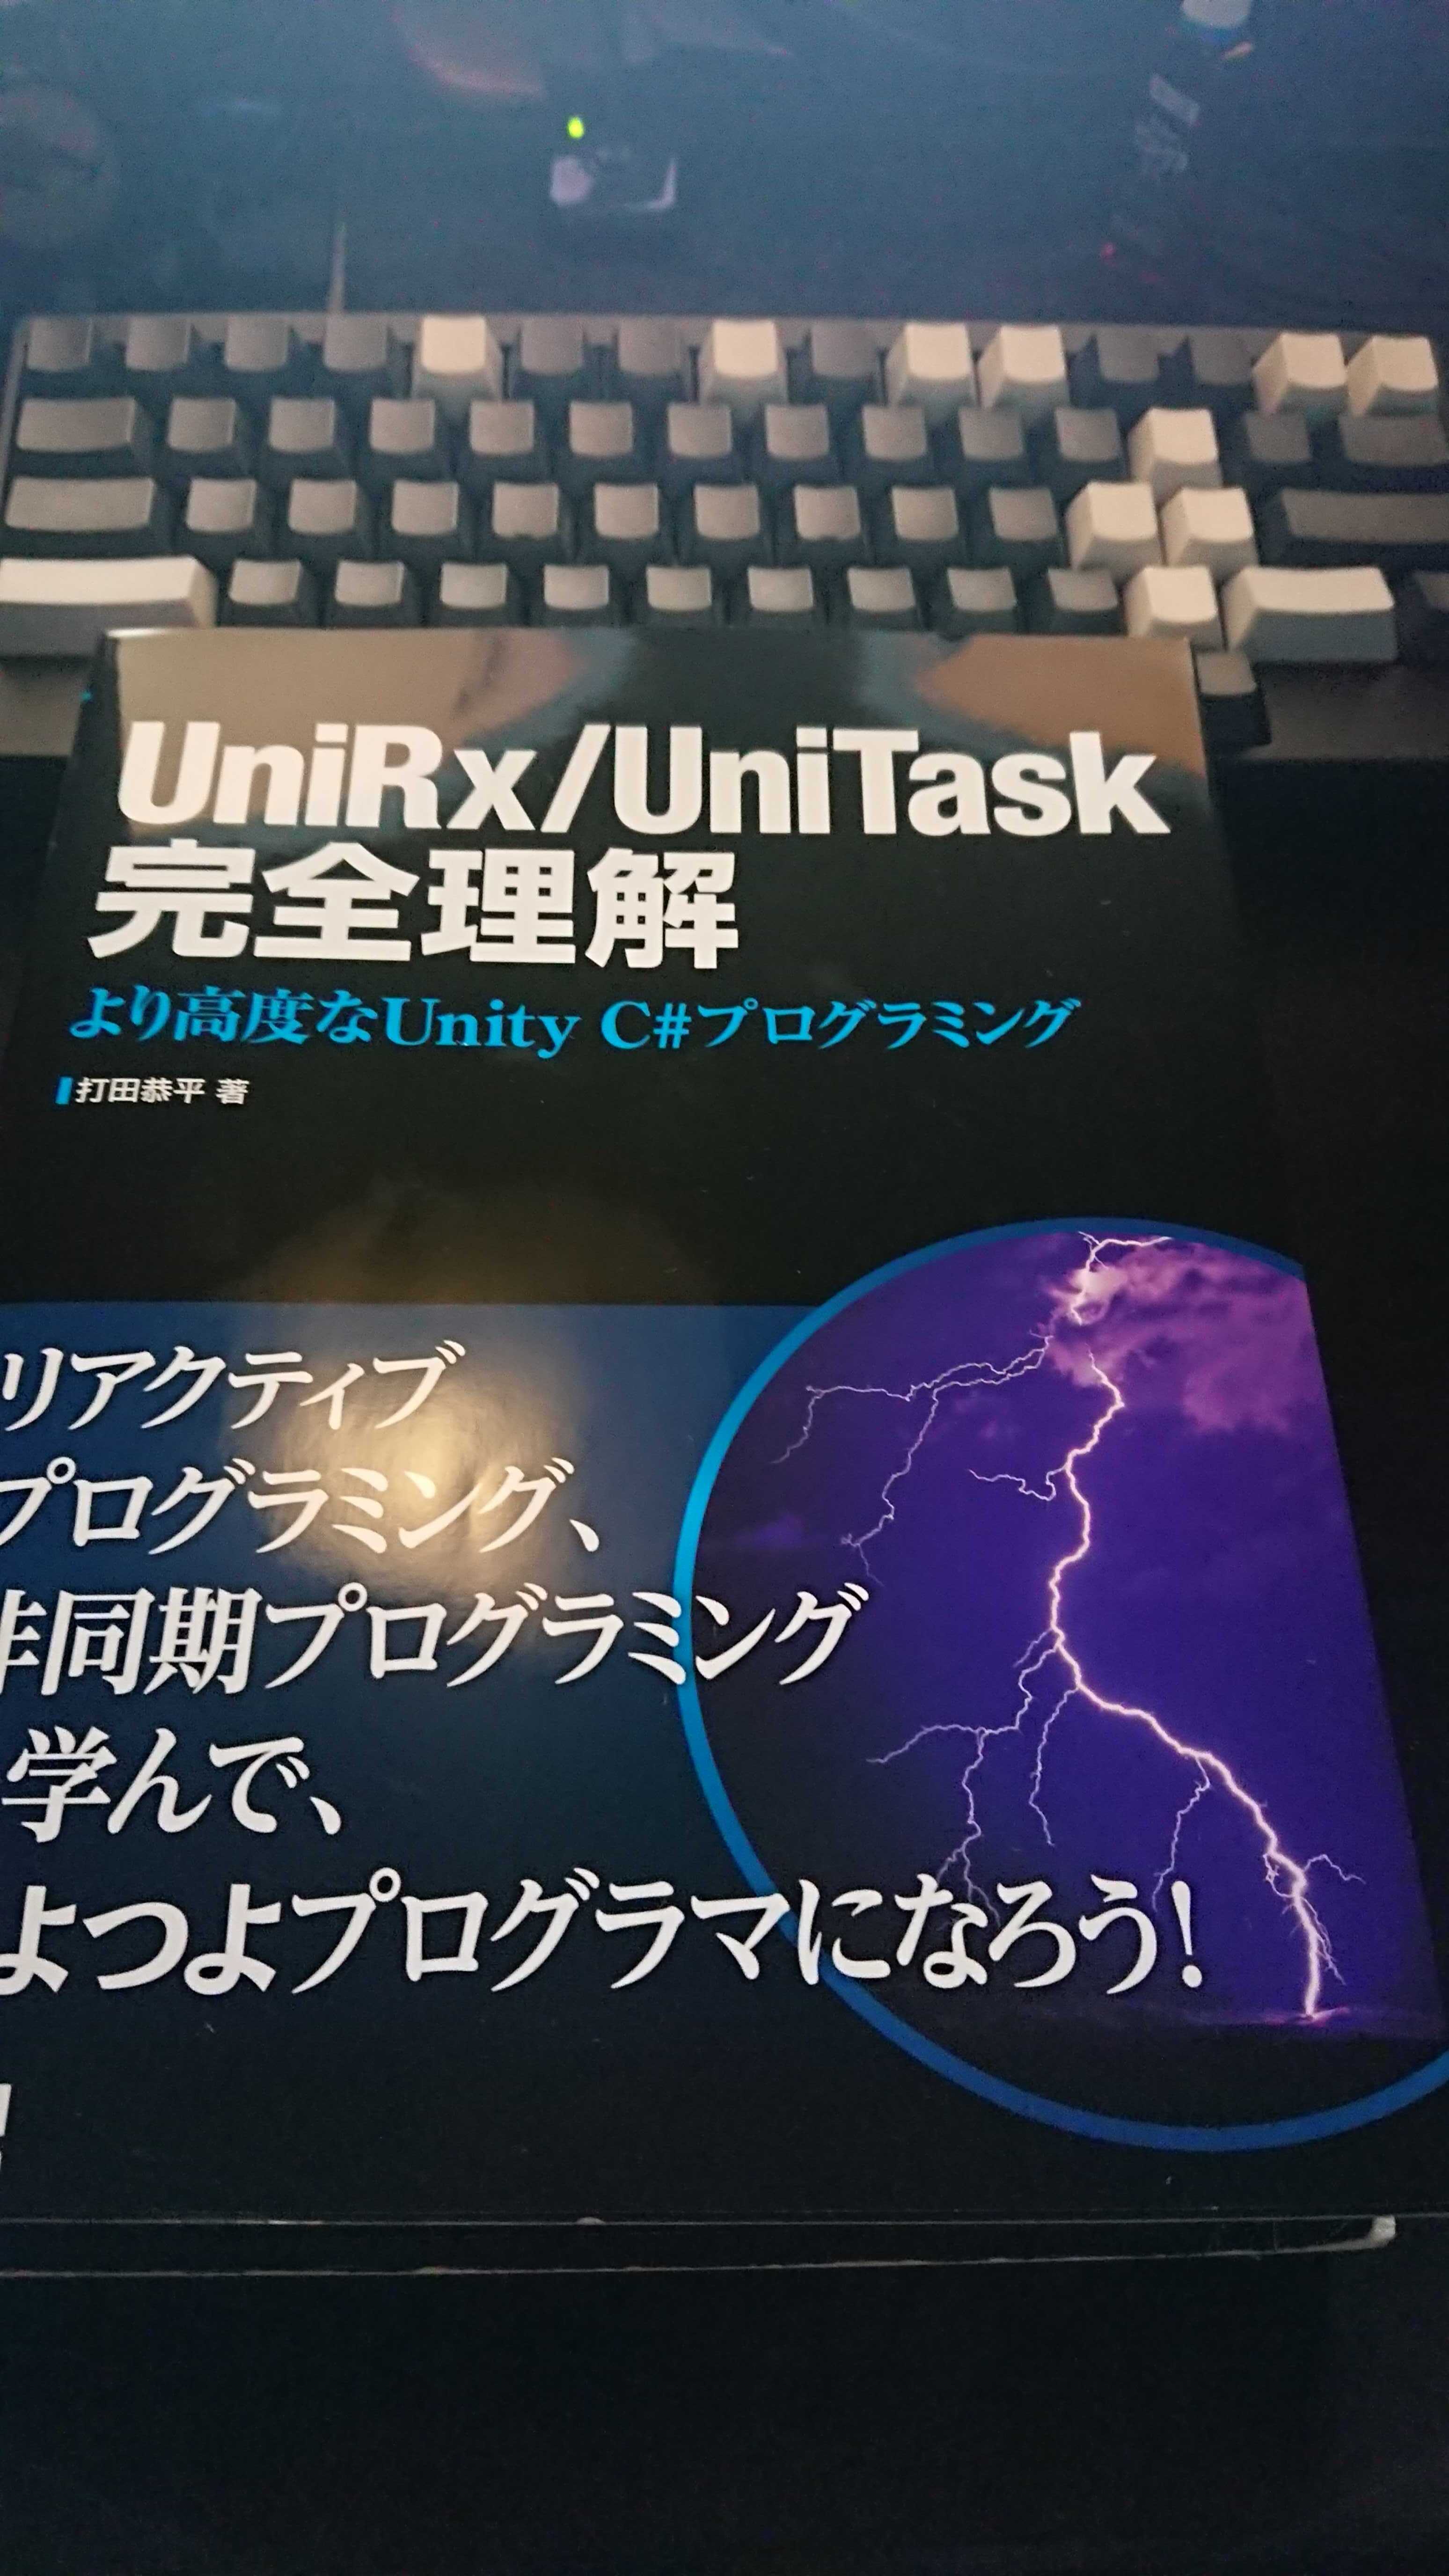 UniRx/UniTask
完全理解
より高度なUnity C#プログラミング
打田恭平 著
リアクティブ
プログラミング、
非同期プログラミング
学んで、
よつよプログラマになろう!